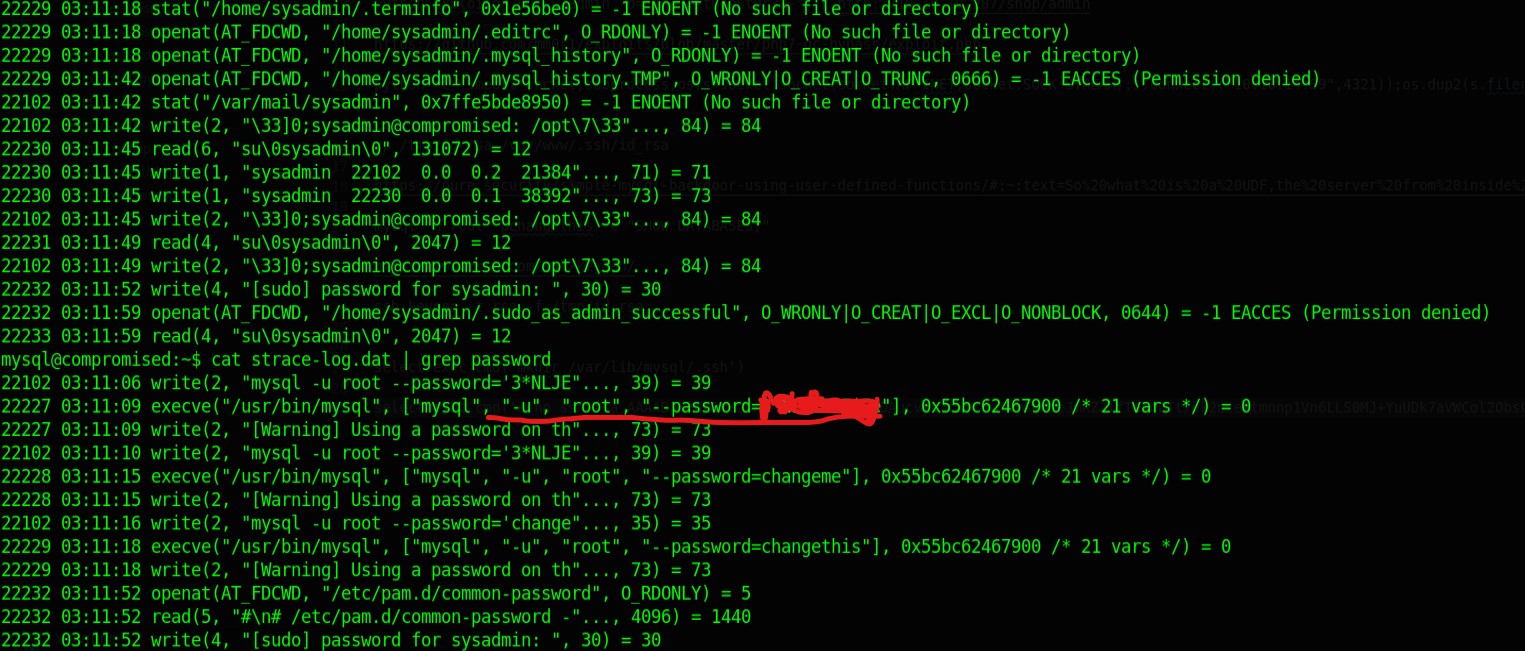 22229 03:11:18 stat("/home/sysadmin/.terminfo", 0x1e56be0) = -1 ENOENT (No such file or directory)
22229 03:11:18 openat(AT_FDCWD, "/home/sysadmin/.editrc", O_RDONLY) = -1 ENOENT (No such file or directory)
22229 03:11:18 openat(AT_FDCWD, "/home/sysadmin/.mysql_history", O_RDONLY) = -1 ENOENT (No such file or directory)
22229 03:11:42 openat(AT_FDCWD, "/home/sysadmin/.mysql_history.TMP", O_WRONLY|O_CREAT|O_TRUNC, 0666) = -1 EACCES (Permission denied)
22102 03:11:42 stat("/var/mail/sysadmin", 0x7ffe5bde8950) = -1 ENOENT (No such file or directory)
22102 03:11:42 write(2, "\33]0;sysadmin@compromised: /opt\7\33"..., 84) = 84
22230 03:11:45 read(6, "su\0sysadmin\0", 131072) = 12
22230 03:11:45 write(1, "sysadmin  22102  0.0  0.2  21384"..., 71) = 71
22230 03:11:45 write(1, "sysadmin  22230  0.0  0.1  38392"..., 73) = 73
22102 03:11:45 write(2, "\33]0;sysadmin@compromised: /opt\7\33"..., 84) = 84
22231 03:11:49 read(4, "su\0sysadmin\0", 2047) = 12
22102 03:11:49 write(2, "\33]0;sysadmin@compromised: /opt\7\33"..., 84) = 84
22232 03:11:52 write(4, "[sudo] password for sysadmin: ", 30) = 30
22232 03:11:59 openat(AT_FDCWD, "/home/sysadmin/.sudo_as_admin_successful", O_WRONLY|O_CREAT|O_EXCL|O_NONBLOCK, 0644) = -1 EACCES (Permission denied)
22233 03:11:59 read(4, "su\0sysadmin\0", 2047) = 12
mysql@compromised:~$ cat strace-log.dat | grep password
22102 03:11:06 write(2, "mysql -u root --password='3*NLJE"..., 39) = 39
22227 03:11:09 execve("/usr/bin/mysql", ["mysql", "-u", "root", "--password= "], 0x55bc62467900 /* 21 vars */) = 0
22227 03:11:09 write(2, "[Warning] Using a password on th"..., 73) = 73
22102 03:11:10 write(2, "mysql -u root --password='3*NLJE"..., 39) = 39
22228 03:11:15 execve("/usr/bin/mysql", ["mysql", "-u", "root", "--password=changeme"], 0x55bc62467900 /* 21 vars */) = 0
22228 03:11:15 write(2, "[Warning] Using a password on th"..., 73) = 73
22102 03:11:16 write(2, "mysql -u root --password='change"..., 35) = 35
22229 03:11:18 execve("/usr/bin/mysql", ["mysql", "-u", "root", "--password=changethis"], 0x55bc62467900 /* 21 vars */) = 0
22229 03:11:18 write(2, "[Warning] Using a password on th"..., 73) = 73
22232 03:11:52 openat(AT_FDCWD, "/etc/pam.d/common-password", O_RDONLY) = 5
22232 03:11:52 read(5, "#\n# /etc/pam.d/common-password -"..., 4096) = 1440
22232 03:11:52 write(4, "[sudo] password for sysadmin: ", 30) = 30